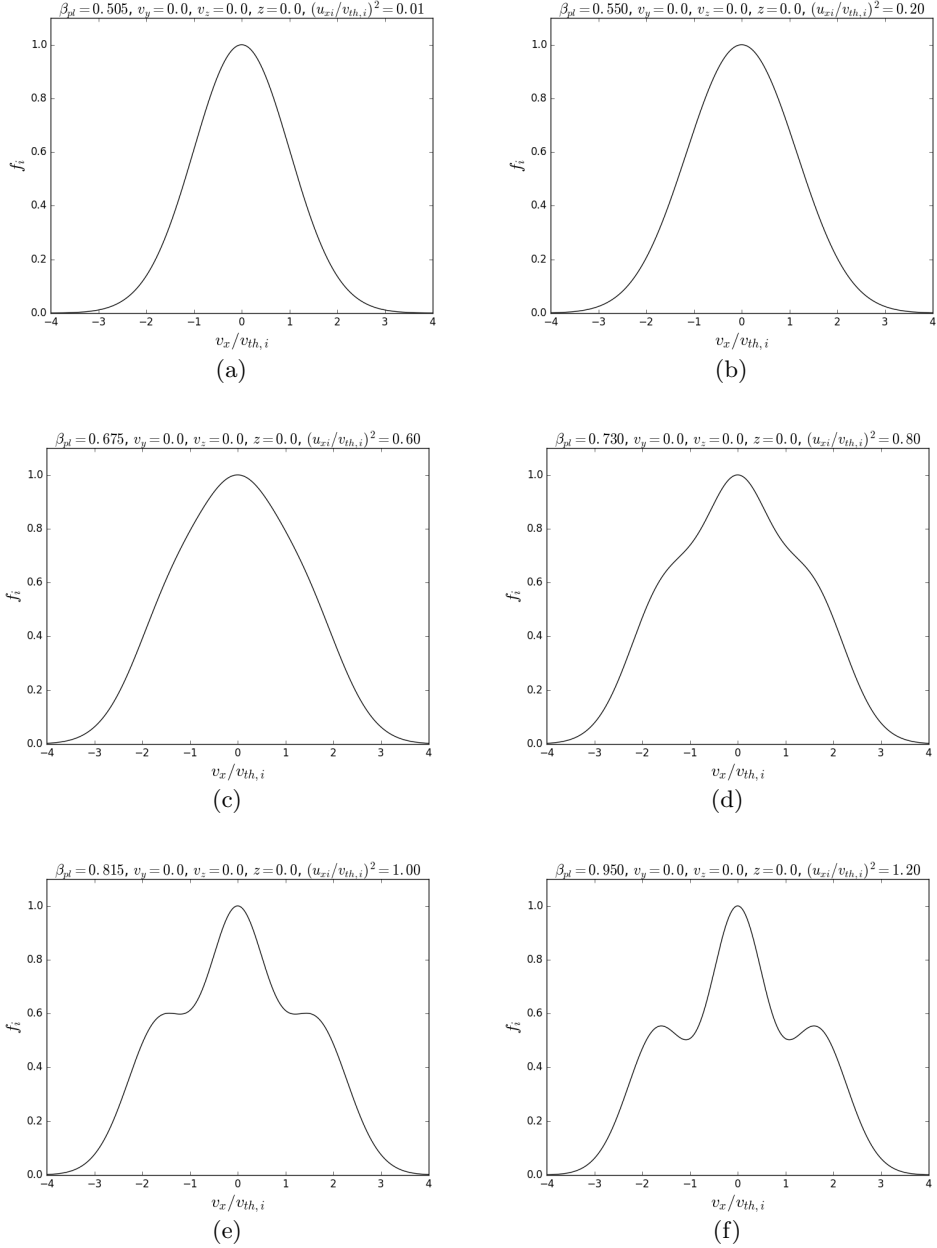 β_pl = 0.505, v_y = 0.0, v_z = 0.0, z = 0.0, (u_xi/v_th,i)^2 = 0.01
1.0
0.8
0.6
0.4
0.2
0.0
f_i
−4 −3 −2 −1 0 1 2 3 4
v_x/v_th,i
(a)
β_pl = 0.550, v_y = 0.0, v_z = 0.0, z = 0.0, (u_xi/v_th,i)^2 = 0.20
1.0
0.8
0.6
0.4
0.2
0.0
f_i
−4 −3 −2 −1 0 1 2 3 4
v_x/v_th,i
(b)
β_pl = 0.675, v_y = 0.0, v_z = 0.0, z = 0.0, (u_xi/v_th,i)^2 = 0.60
1.0
0.8
0.6
0.4
0.2
0.0
f_i
−4 −3 −2 −1 0 1 2 3 4
v_x/v_th,i
(c)
β_pl = 0.730, v_y = 0.0, v_z = 0.0, z = 0.0, (u_xi/v_th,i)^2 = 0.80
1.0
0.8
0.6
0.4
0.2
0.0
f_i
−4 −3 −2 −1 0 1 2 3 4
v_x/v_th,i
(d)
β_pl = 0.815, v_y = 0.0, v_z = 0.0, z = 0.0, (u_xi/v_th,i)^2 = 1.00
1.0
0.8
0.6
0.4
0.2
0.0
f_i
−4 −3 −2 −1 0 1 2 3 4
v_x/v_th,i
(e)
β_pl = 0.950, v_y = 0.0, v_z = 0.0, z = 0.0, (u_xi/v_th,i)^2 = 1.20
1.0
0.8
0.6
0.4
0.2
0.0
f_i
−4 −3 −2 −1 0 1 2 3 4
v_x/v_th,i
(f)